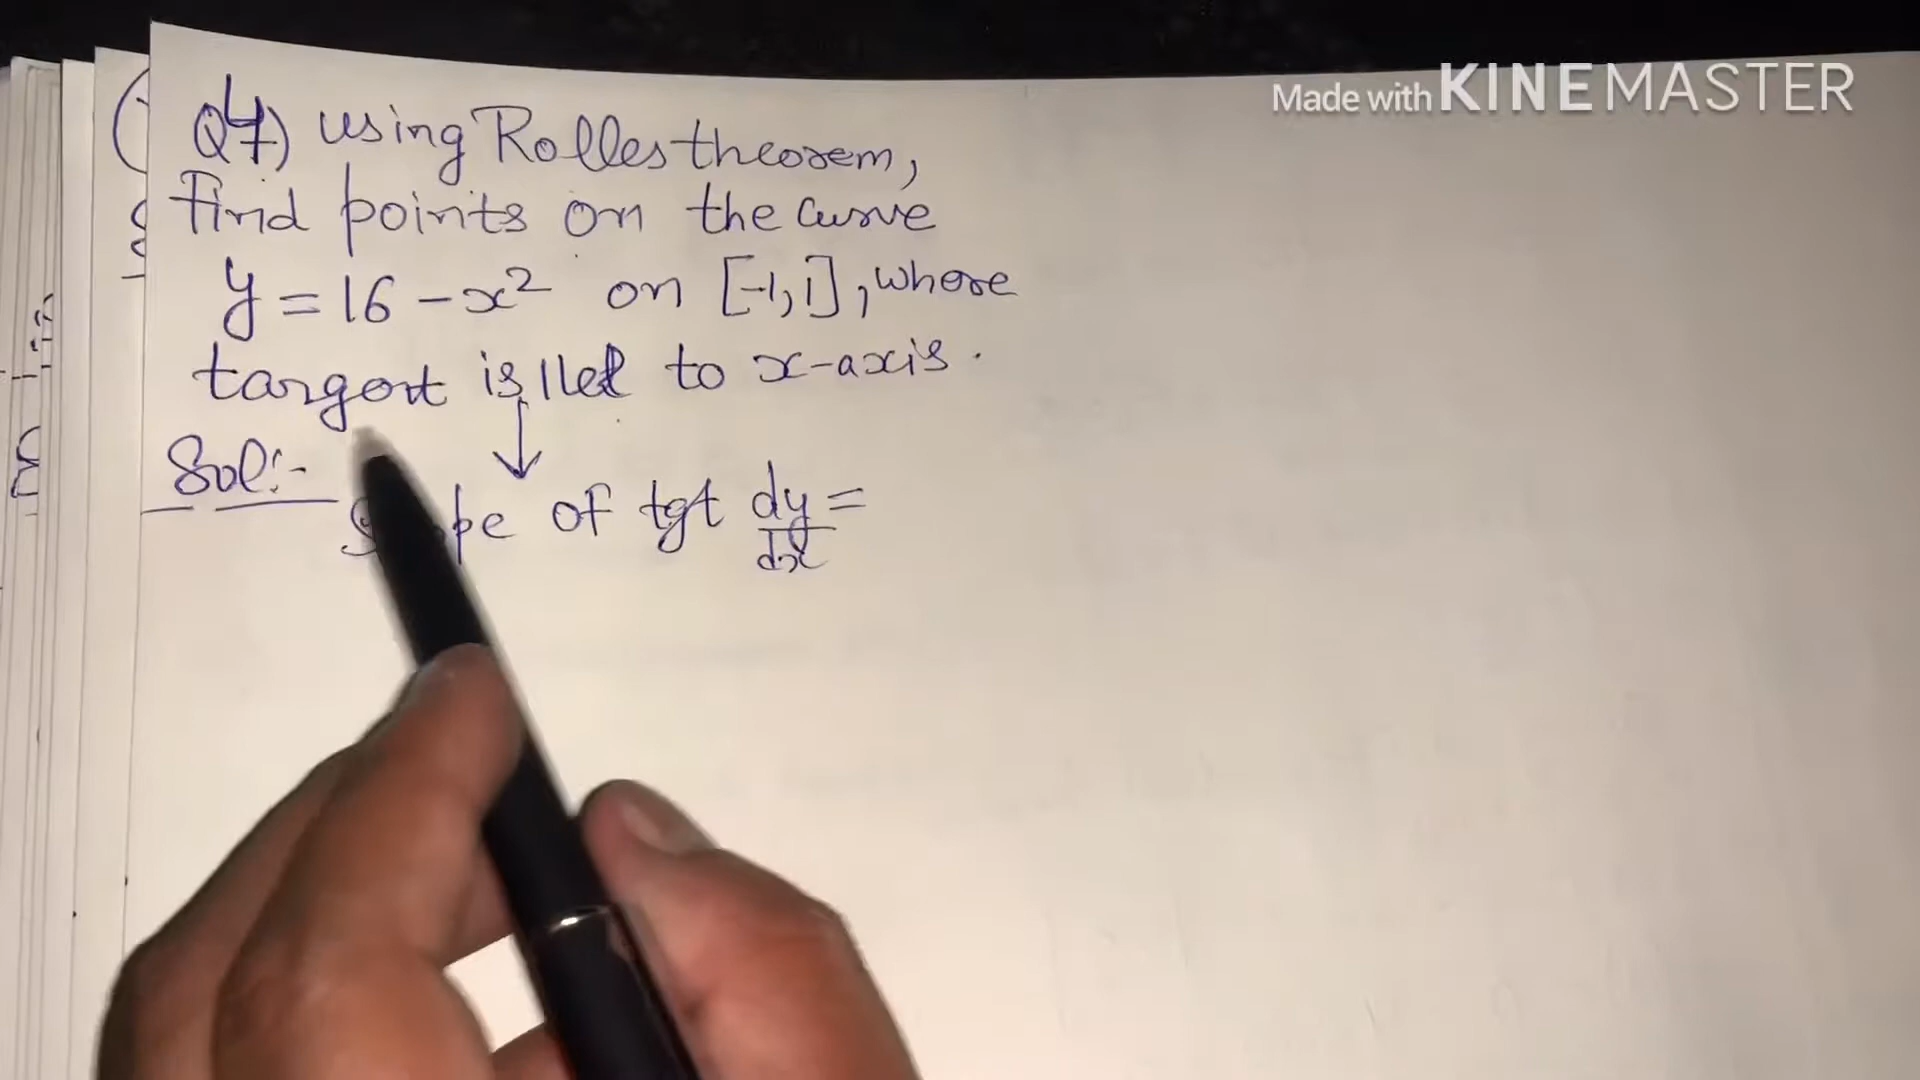 Made with KINEMASTER
Q4) using Rolles theorem,
find points on the curve
y = 16 - x² on [-1, 1], where
tangent is ||el to x-axis.
Sol:-
of tgt dy/dx =